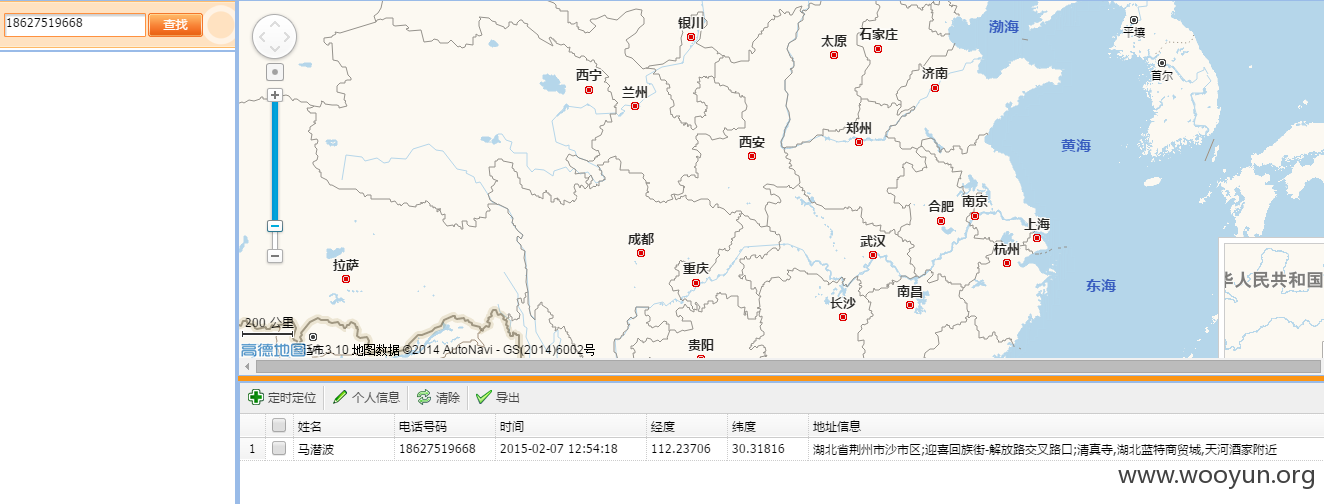 18627519668 查找
银川
太原
石家庄
渤海
平壤
首尔
西宁
兰州
济南
西安
郑州
黄海
合肥
南京
上海
成都
武汉
杭州
拉萨
重庆
东海
南昌
长沙
华人民共和国
200 公里
贵阳
高德地图 3.10 地图数据 ©2014 AutoNavi - GS(2014)6002号
定时定位 个人信息 清除 导出
姓名 电话号码 时间 经度 纬度 地址信息
1 马潜波 18627519668 2015-02-07 12:54:18 112.23706 30.31816 湖北省荆州市沙市区;迎喜回族街-解放路交叉路口;清真寺,湖北蓝特商贸城,天河酒家附近
www.wooyun.org